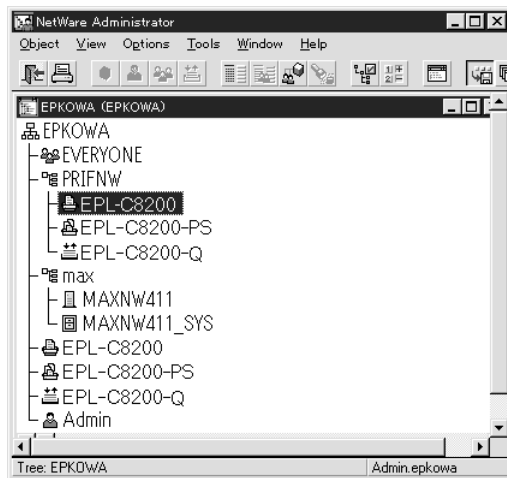 NetWare Administrator
Object View Options Tools Window Help
EPKOWA (EPKOWA)
EPKOWA
EVERYONE
PRIFNW
EPL-C8200
EPL-C8200-PS
EPL-C8200-Q
max
MAXNW411
MAXNW411_SYS
EPL-C8200
EPL-C8200-PS
EPL-C8200-Q
Admin
Tree: EPKOWA Admin.epkowa